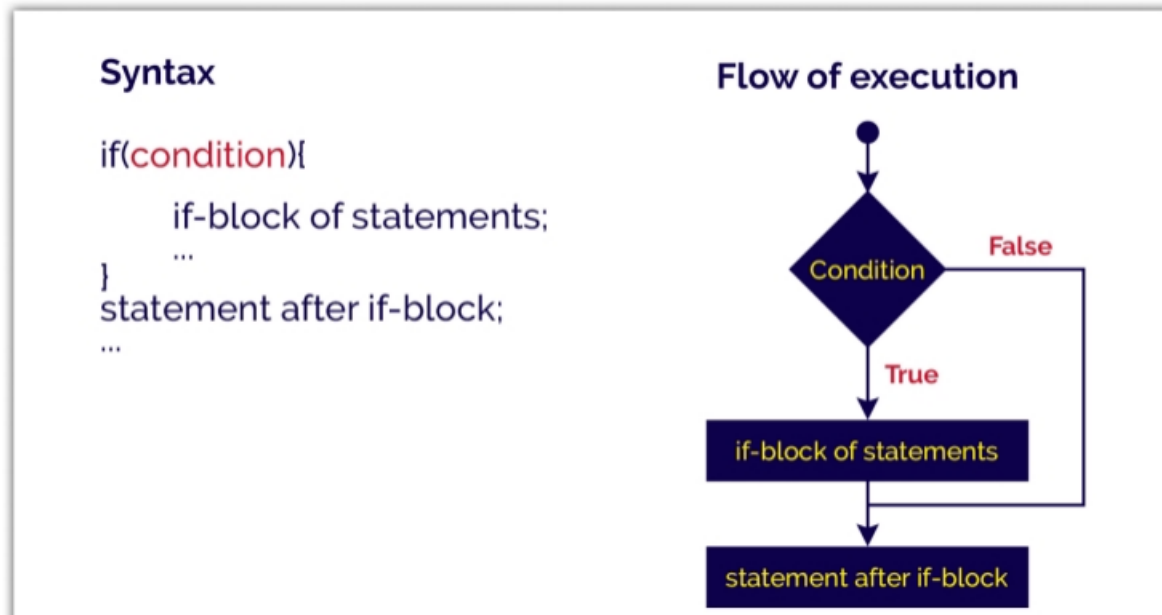 Syntax
if(condition){
if-block of statements;
...
}
statement after if-block;
...
Flow of execution
Condition
False
True
if-block of statements
statement after if-block